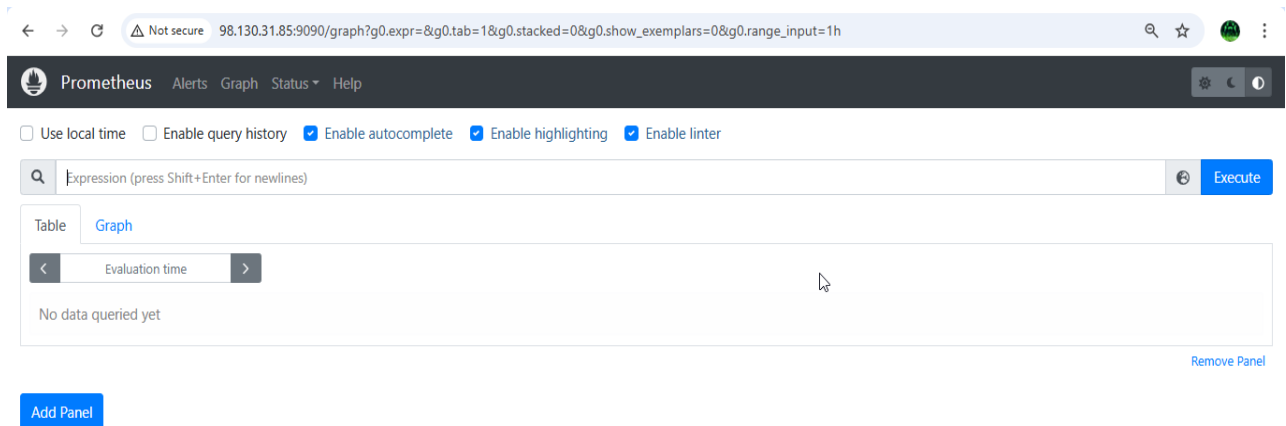 Not secure 98.130.31.85:9090/graph?g0.expr=&g0.tab=1&g0.stacked=0&g0.show_exemplars=0&g0.range_input=1h
Prometheus Alerts Graph Status Help
Use local time Enable query history Enable autocomplete Enable highlighting Enable linter
Expression (press Shift+Enter for newlines) Execute
Table Graph
Evaluation time
No data queried yet
Remove Panel
Add Panel